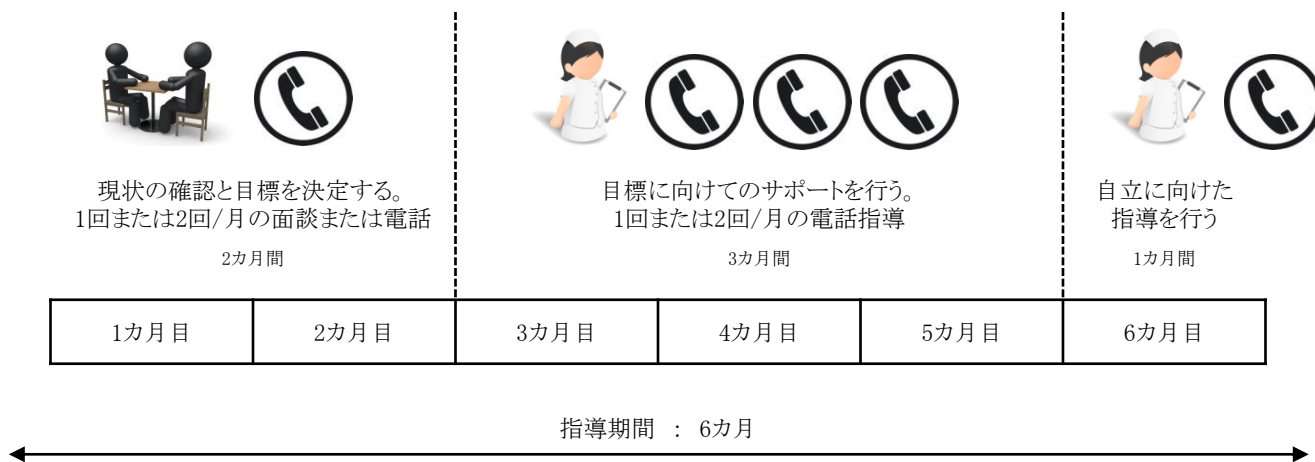 現状の確認と目標を決定する。
1回または2回/月の面談または電話
2カ月間
目標に向けてのサポートを行う。
1回または2回/月の電話指導
3カ月間
自立に向けた
指導を行う
1カ月間
1カ月目
2カ月目
3カ月目
4カ月目
5カ月目
6カ月目
指導期間 : 6カ月